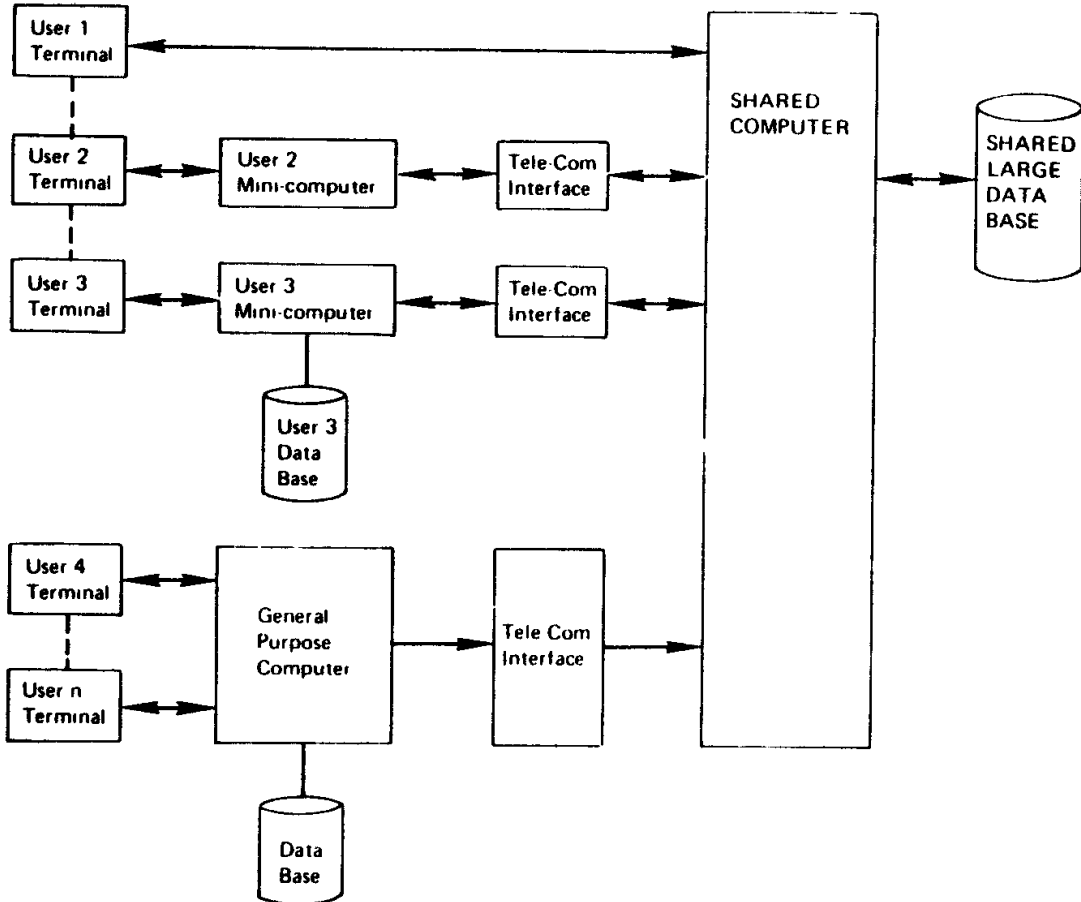 User 1
Terminal
SHARED
COMPUTER
SHARED
LARGE
DATA
BASE
User 2
Terminal
User 2
Mini-computer
Tele-Com
Interface
User 3
Terminal
User 3
Mini-computer
Tele-Com
Interface
User 3
Data
Base
User 4
Terminal
General
Purpose
Computer
Tele Com
Interface
User n
Terminal
Data
Base